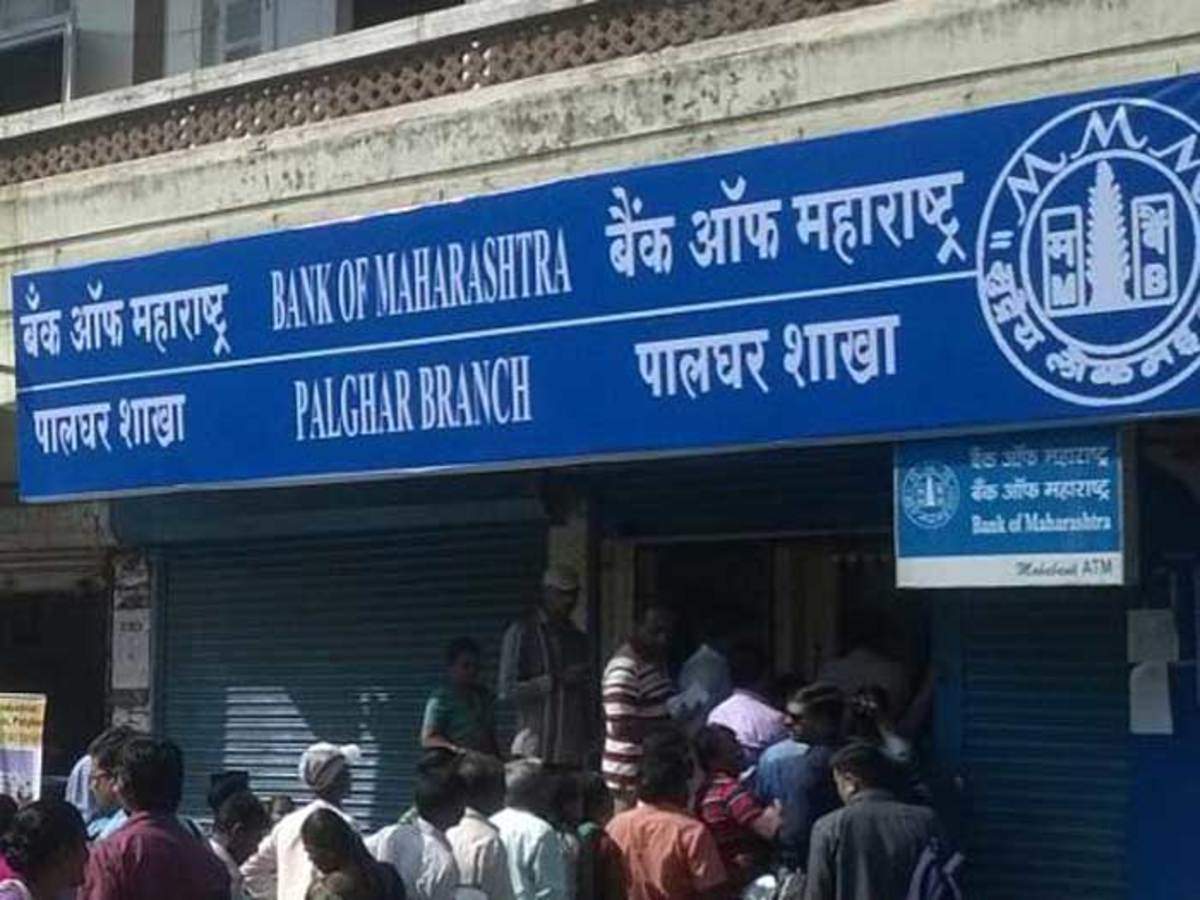 बँक ऑफ महाराष्ट्र
पालघर शाखा
BANK OF MAHARASHTRA
PALGHAR BRANCH
बैंक ऑफ महाराष्ट्र
पालघर शाखा
म
M
बैं
B
बैंक ऑफ महाराष्ट्र
बँक ऑफ महाराष्ट्र
Bank of Maharashtra
Mahabank ATM